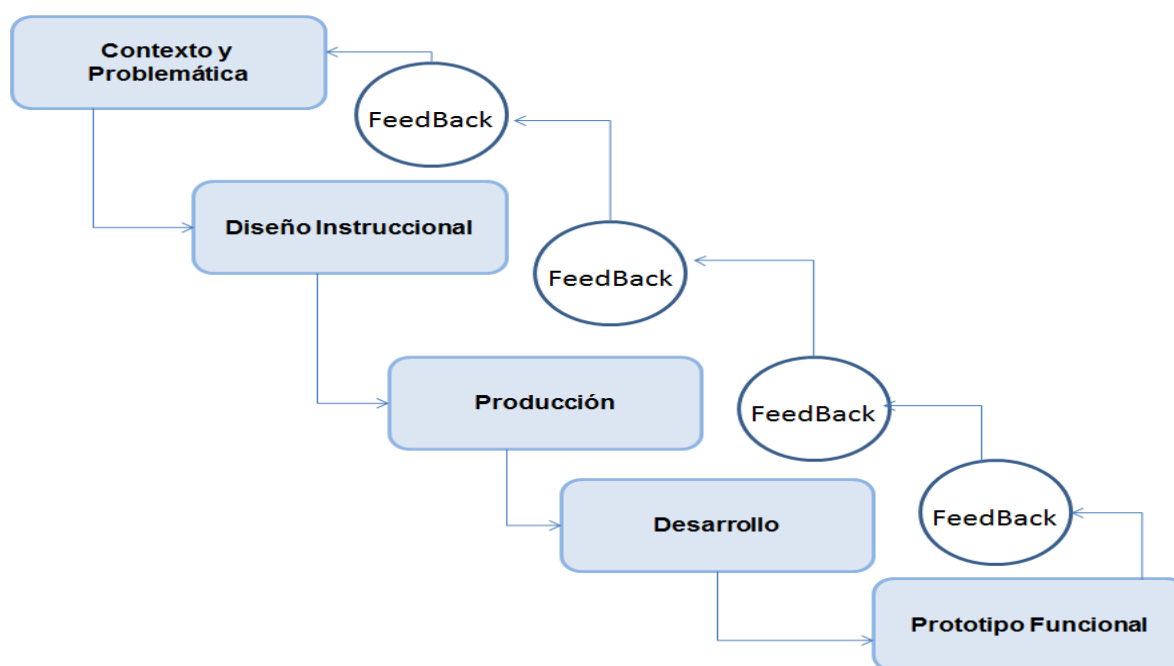 Contexto y
Problemática
FeedBack
Diseño Instruccional
FeedBack
Producción
FeedBack
Desarrollo
FeedBack
Prototipo Funcional